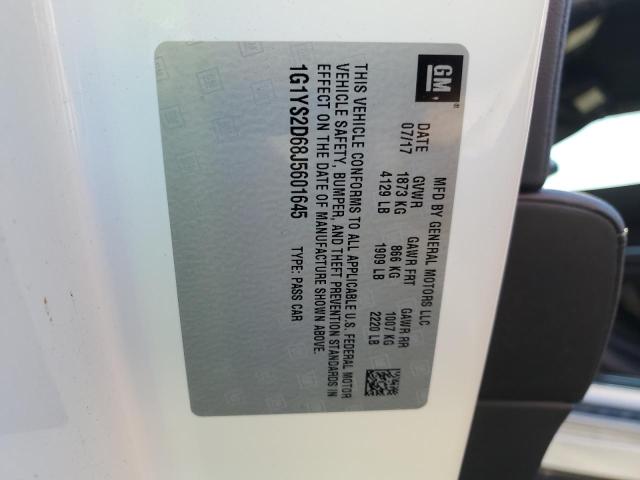 GM
®
MFD BY GENERAL MOTORS LLC
DATE GVWR GAWR FRT GAWR RR
07/17 1873 KG 866 KG 1007 KG
4129 LB 1909 LB 2220 LB
THIS VEHICLE CONFORMS TO ALL APPLICABLE U.S. FEDERAL MOTOR
VEHICLE SAFETY, BUMPER, AND THEFT PREVENTION STANDARDS IN
EFFECT ON THE DATE OF MANUFACTURE SHOWN ABOVE.
1G1YS2D68J5601645 TYPE: PASS CAR